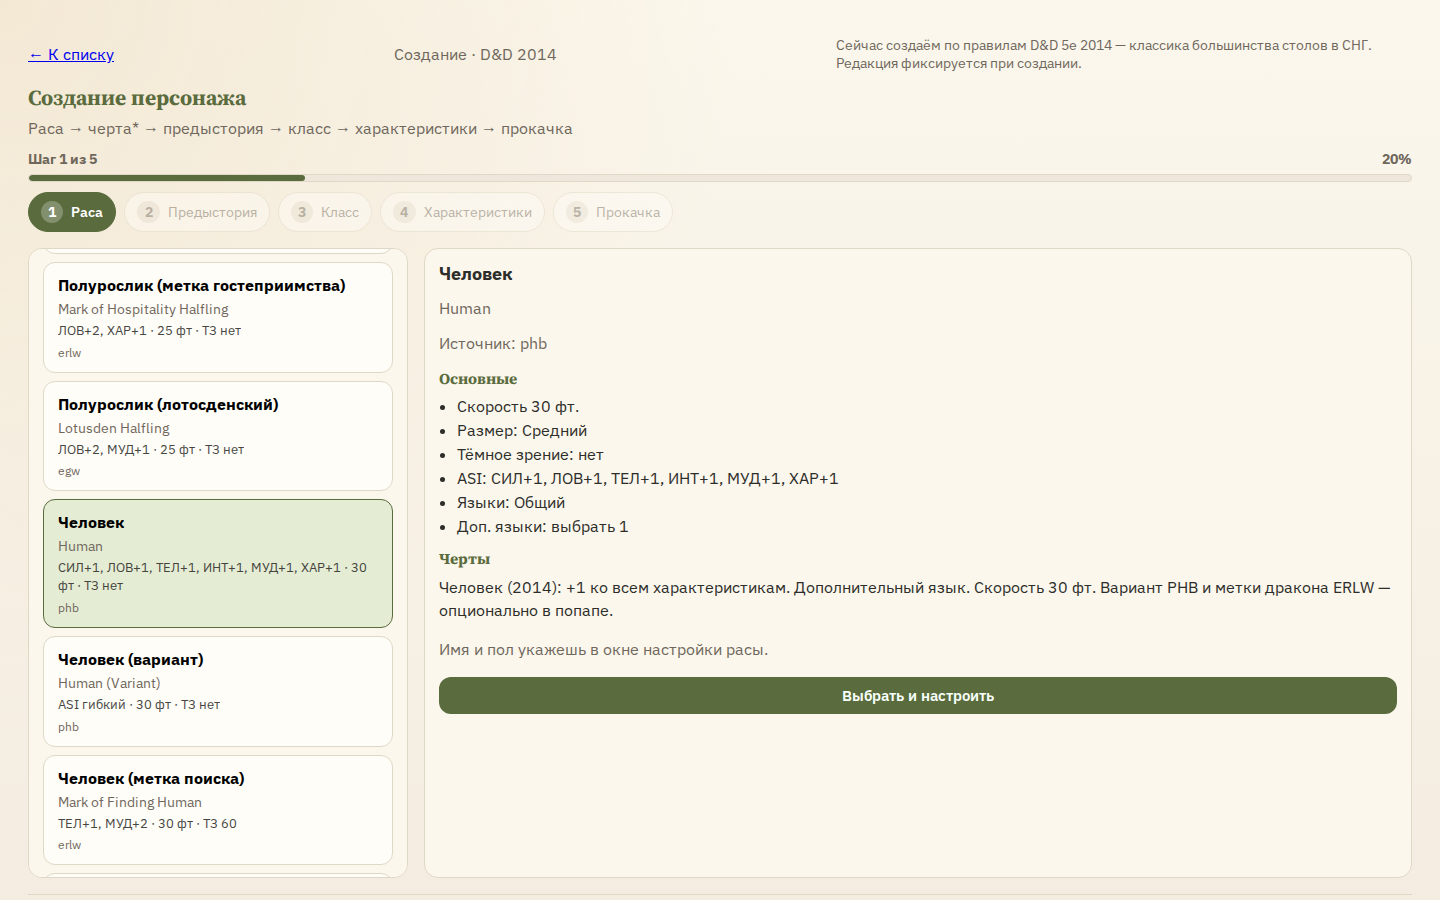 ← К списку
Создание · D&D 2014
Сейчас создаём по правилам D&D 5e 2014 — классика большинства столов в СНГ.
Редакция фиксируется при создании.
Создание персонажа
Раса → черта* → предыстория → класс → характеристики → прокачка
Шаг 1 из 5
20%
1 Раса
2 Предыстория
3 Класс
4 Характеристики
5 Прокачка
Полурослик (метка гостеприимства)
Mark of Hospitality Halfling
ЛОВ+2, ХАР+1 · 25 фт · ТЗ нет
erlw
Полурослик (лотосденский)
Lotusden Halfling
ЛОВ+2, МУД+1 · 25 фт · ТЗ нет
egw
Человек
Human
СИЛ+1, ЛОВ+1, ТЕЛ+1, ИНТ+1, МУД+1, ХАР+1 · 30
фт · ТЗ нет
phb
Человек (вариант)
Human (Variant)
ASI гибкий · 30 фт · ТЗ нет
phb
Человек (метка поиска)
Mark of Finding Human
ТЕЛ+1, МУД+2 · 30 фт · ТЗ 60
erlw
Человек
Human
Источник: phb
Основные
• Скорость 30 фт.
• Размер: Средний
• Тёмное зрение: нет
• ASI: СИЛ+1, ЛОВ+1, ТЕЛ+1, ИНТ+1, МУД+1, ХАР+1
• Языки: Общий
• Доп. языки: выбрать 1
Черты
Человек (2014): +1 ко всем характеристикам. Дополнительный язык. Скорость 30 фт. Вариант PHB и метки дракона ERLW —
опционально в попапе.
Имя и пол укажешь в окне настройки расы.
Выбрать и настроить